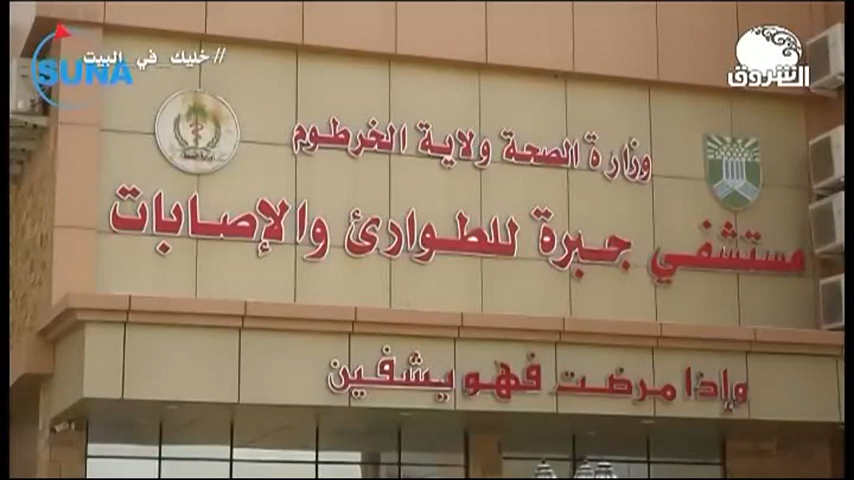 #خليك في البيت
SUNA
الشروق
وزارة الصحة ولاية الخرطوم
مستشفي جبرة للطوارئ والإصابات
وإذا مرضت فهو يشفين